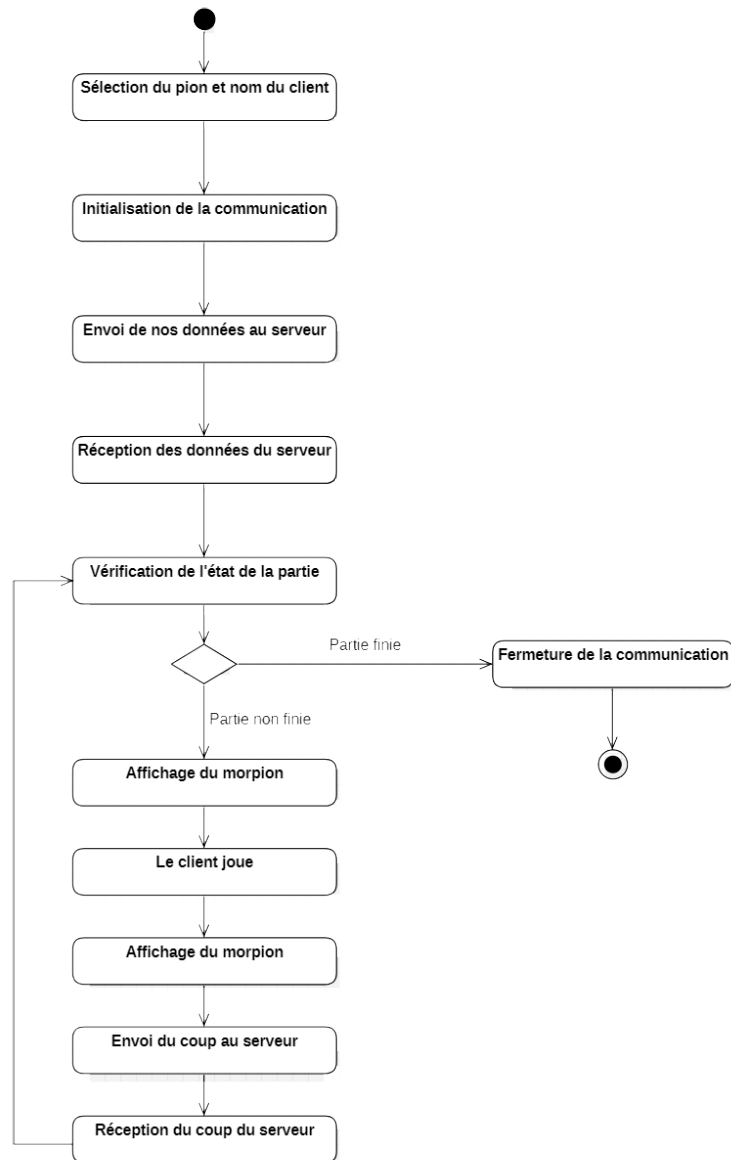 Sélection du pion et nom du client
Initialisation de la communication
Envoi de nos données au serveur
Réception des données du serveur
Vérification de l'état de la partie
Partie finie
Fermeture de la communication
Partie non finie
Affichage du morpion
Le client joue
Affichage du morpion
Envoi du coup au serveur
Réception du coup du serveur